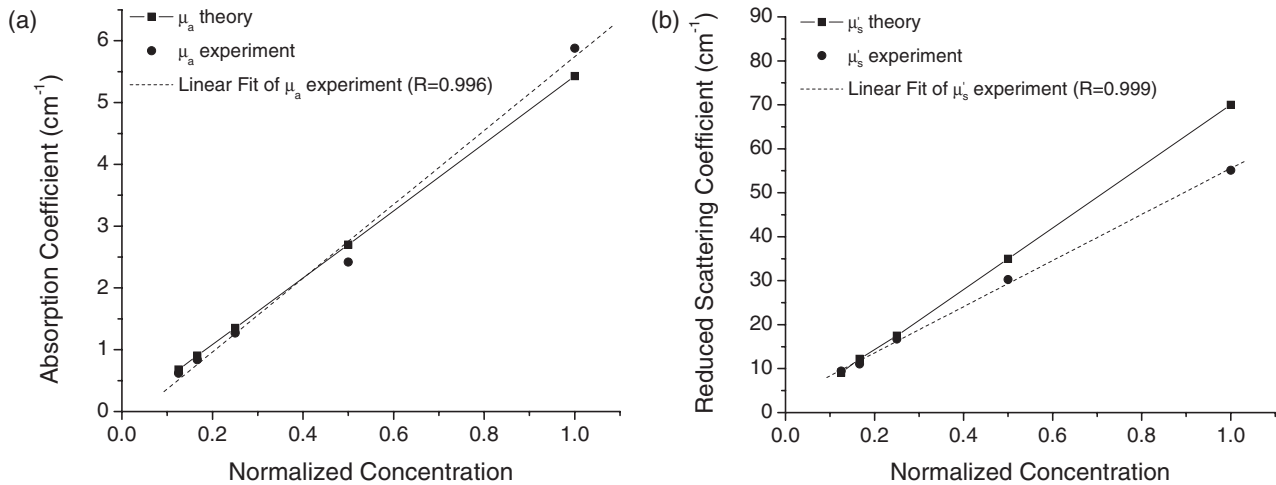 (a)
μa theory
μa experiment
Linear Fit of μa experiment (R=0.996)
Absorption Coefficient (cm-1)
6
5
4
3
2
1
0
0.0 0.2 0.4 0.6 0.8 1.0
Normalized Concentration
(b)
μ's theory
μ's experiment
Linear Fit of μ's experiment (R=0.999)
Reduced Scattering Coefficient (cm-1)
90
80
70
60
50
40
30
20
10
0
0.0 0.2 0.4 0.6 0.8 1.0
Normalized Concentration